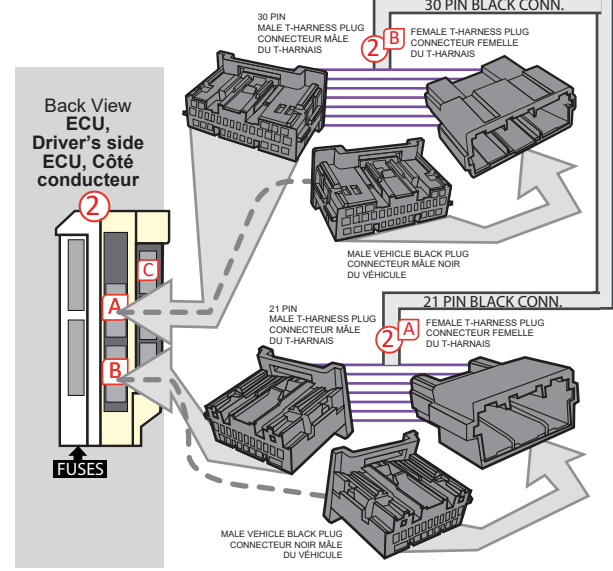 30 PIN BLACK CONN.
30 PIN
MALE T-HARNESS PLUG
CONNECTEUR MÂLE
DU T-HARNAIS
2
B
FEMALE T-HARNESS PLUG
CONNECTEUR FEMELLE
DU T-HARNAIS
Back View
ECU,
Driver's side
ECU, Côté
conducteur
2
C
A
B
FUSES
MALE VEHICLE BLACK PLUG
CONNECTEUR MÂLE NOIR
DU VÉHICULE
21 PIN BLACK CONN.
21 PIN
MALE T-HARNESS PLUG
CONNECTEUR MÂLE
DU T-HARNAIS
2
A
FEMALE T-HARNESS PLUG
CONNECTEUR FEMELLE
DU T-HARNAIS
MALE VEHICLE BLACK PLUG
CONNECTEUR NOIR MÂLE
DU VÉHICULE